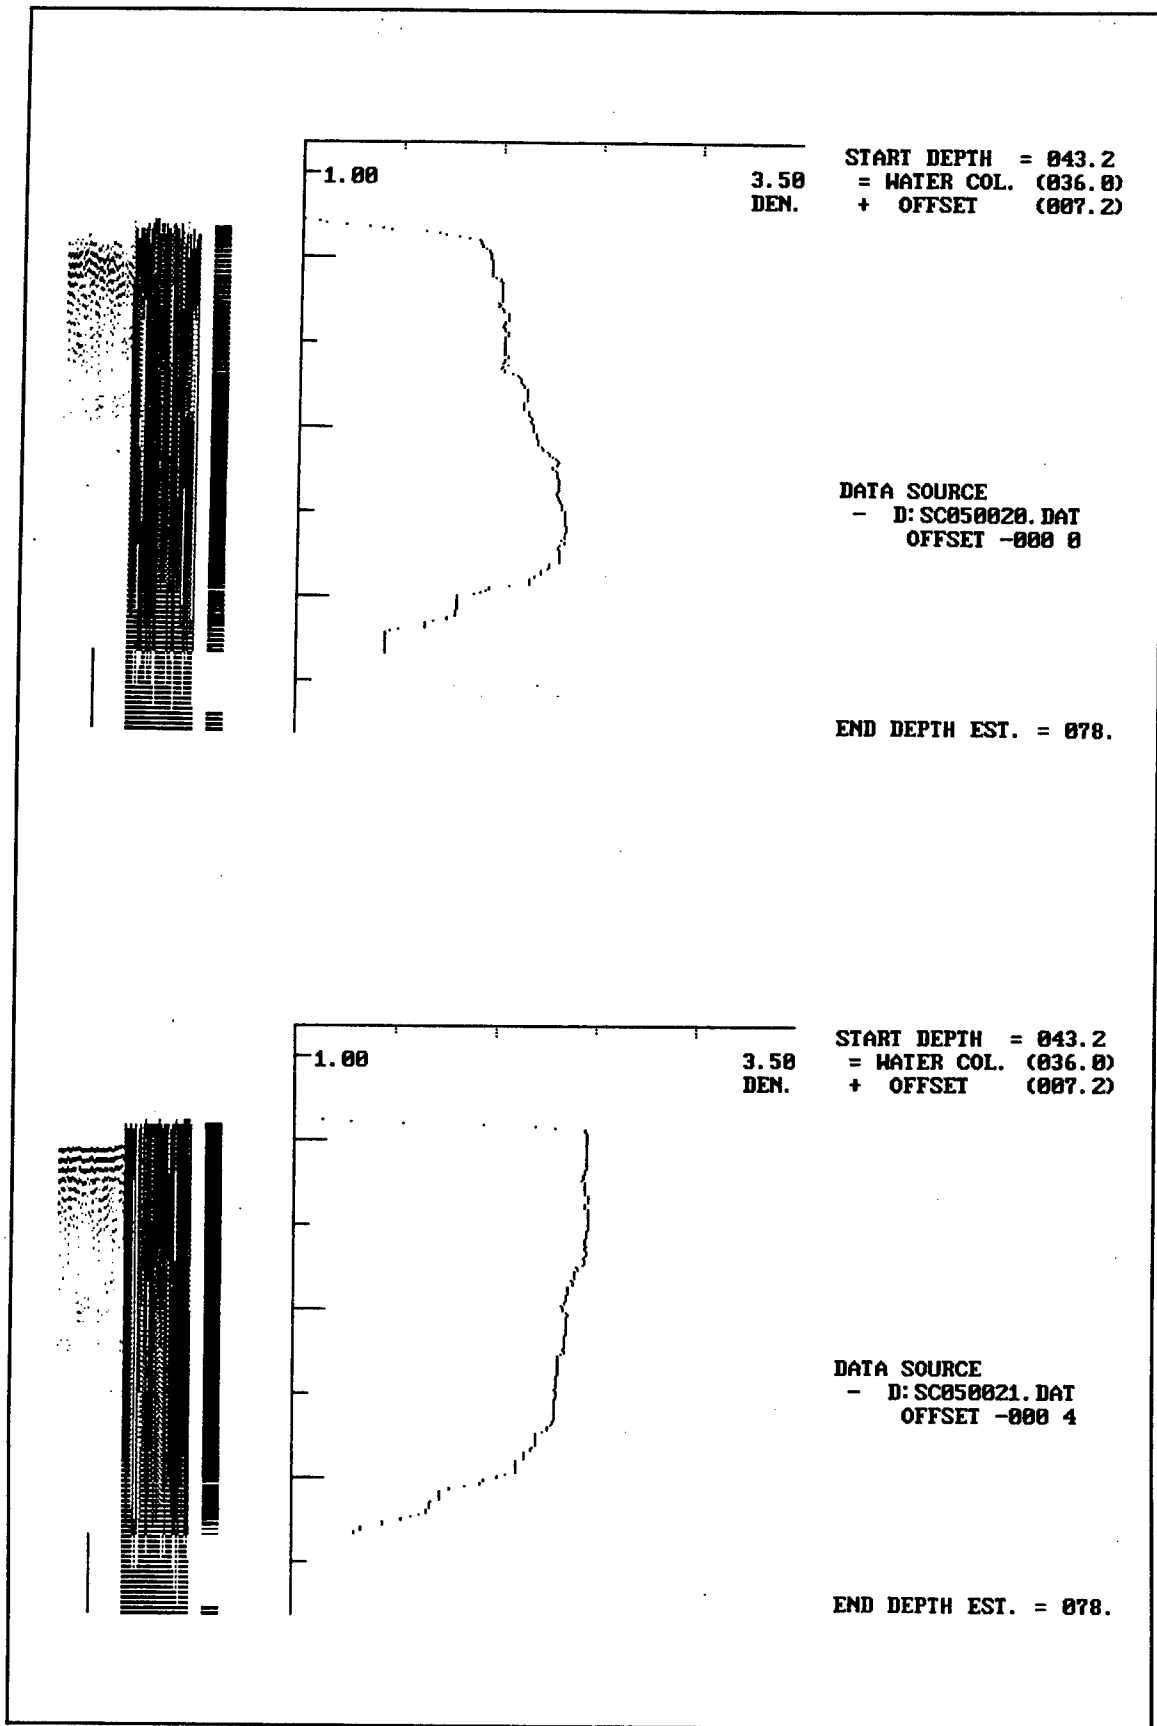 1.00
3.50
DEN.
START DEPTH = 043.2
= WATER COL. (036.0)
+ OFFSET (007.2)
DATA SOURCE
- D:SC050020.DAT
OFFSET -000 0
END DEPTH EST. = 078.
1.00
3.50
DEN.
START DEPTH = 043.2
= WATER COL. (036.0)
+ OFFSET (007.2)
DATA SOURCE
- D:SC050021.DAT
OFFSET -000 4
END DEPTH EST. = 078.